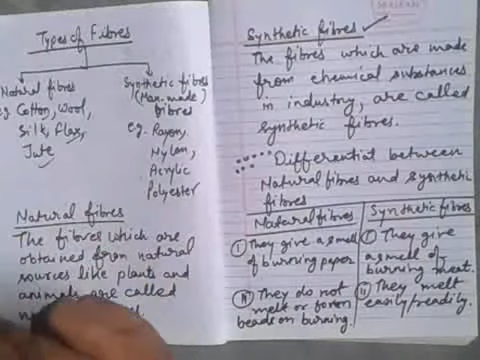 Types of Fibres
Natural fibres
e.g Cotton, Wool,
Silk, Flax,
Jute
Synthetic fibres
(Man-made)
fibres
e.g. Rayon,
Nylon,
Acrylic
Polyester
Natural fibres
The fibres which are
obtained from natural
sources like plants and
animals are called
Synthetic fibres
The fibres which are made
from chemical substances
in industry, are called
synthetic fibres.
Differential between
Natural fibres and synthetic
fibres
Natural fibres
(i) They give a smell
of burning paper
(ii) They do not
melt or form
beads on burning.
Synthetic fibres
(i) They give
a smell of
burning meat.
(ii) They melt
easily/readily.